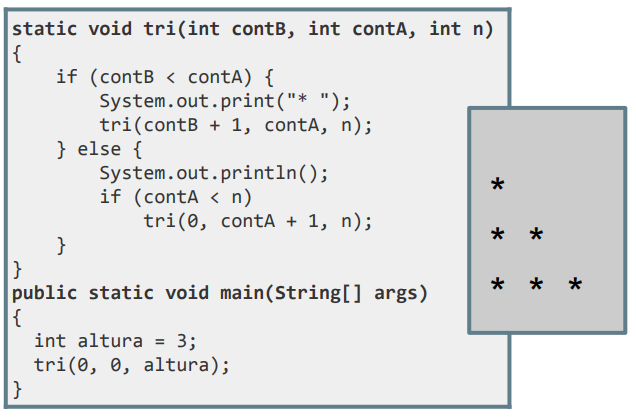 static void tri(int contB, int contA, int n)
{
    if (contB < contA) {
        System.out.print("* ");
        tri(contB + 1, contA, n);
    } else {
        System.out.println();
        if (contA < n)
            tri(0, contA + 1, n);
    }
}
public static void main(String[] args)
{
  int altura = 3;
  tri(0, 0, altura);
}
*
* *
* * *